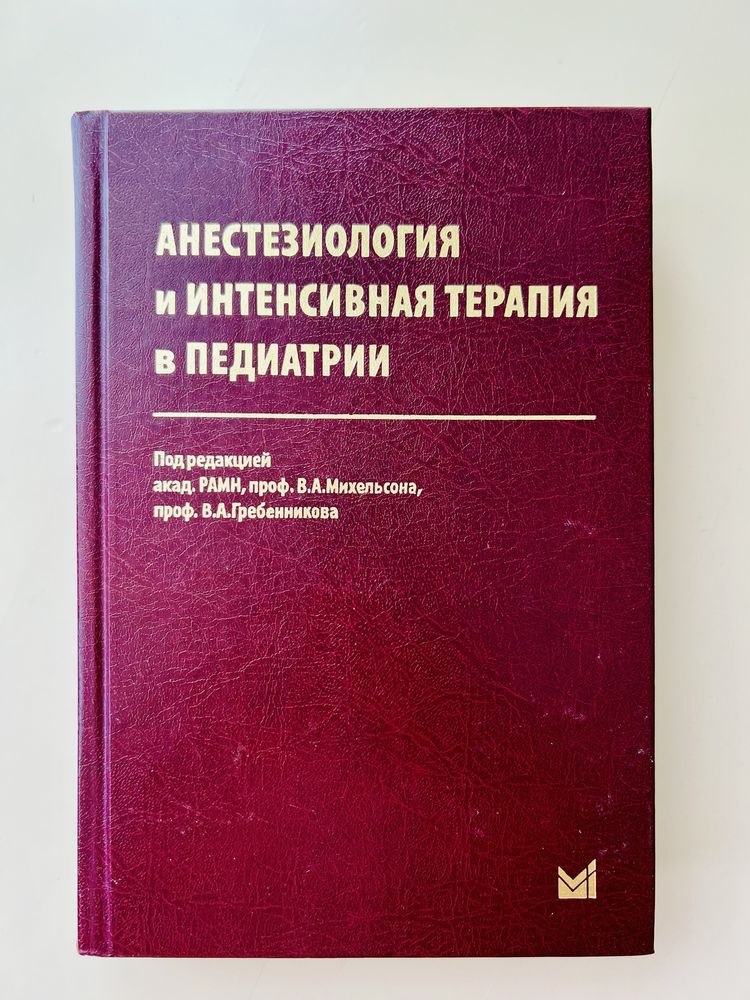 АНЕСТЕЗИОЛОГИЯ
и ИНТЕНСИВНАЯ ТЕРАПИЯ
в ПЕДИАТРИИ
Под редакцией
акад. РАМН, проф. В.А.Михельсона,
проф. В.А.Гребенникова